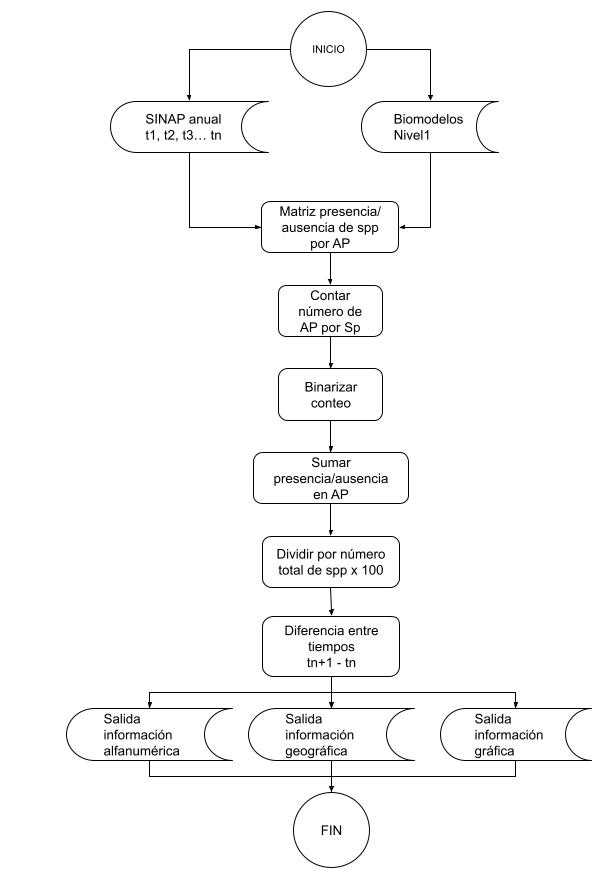 INICIO
SINAP anual
t1, t2, t3... tn
Biomodelos
Nivel1
Matriz presencia/
ausencia de spp
por AP
Contar
número de
AP por Sp
Binarizar
conteo
Sumar
presencia/ausencia
en AP
Dividir por número
total de spp x 100
Diferencia entre
tiempos
tn+1 - tn
Salida
información
alfanumérica
Salida
información
geográfica
Salida
información
gráfica
FIN